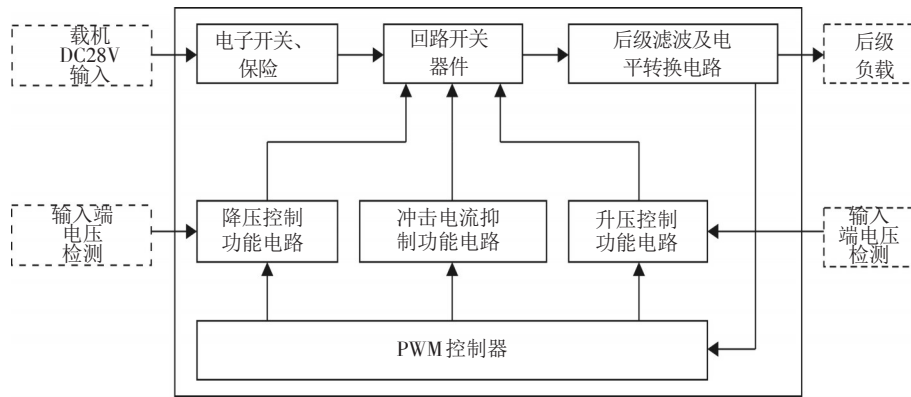 载机
DC28V
输入
电子开关、
保险
回路开关
器件
后级滤波及电
平转换电路
后级
负载
输入端
电压
检测
降压控制
功能电路
冲击电流抑
制功能电路
升压控制
功能电路
输入
端电压
检测
PWM控制器